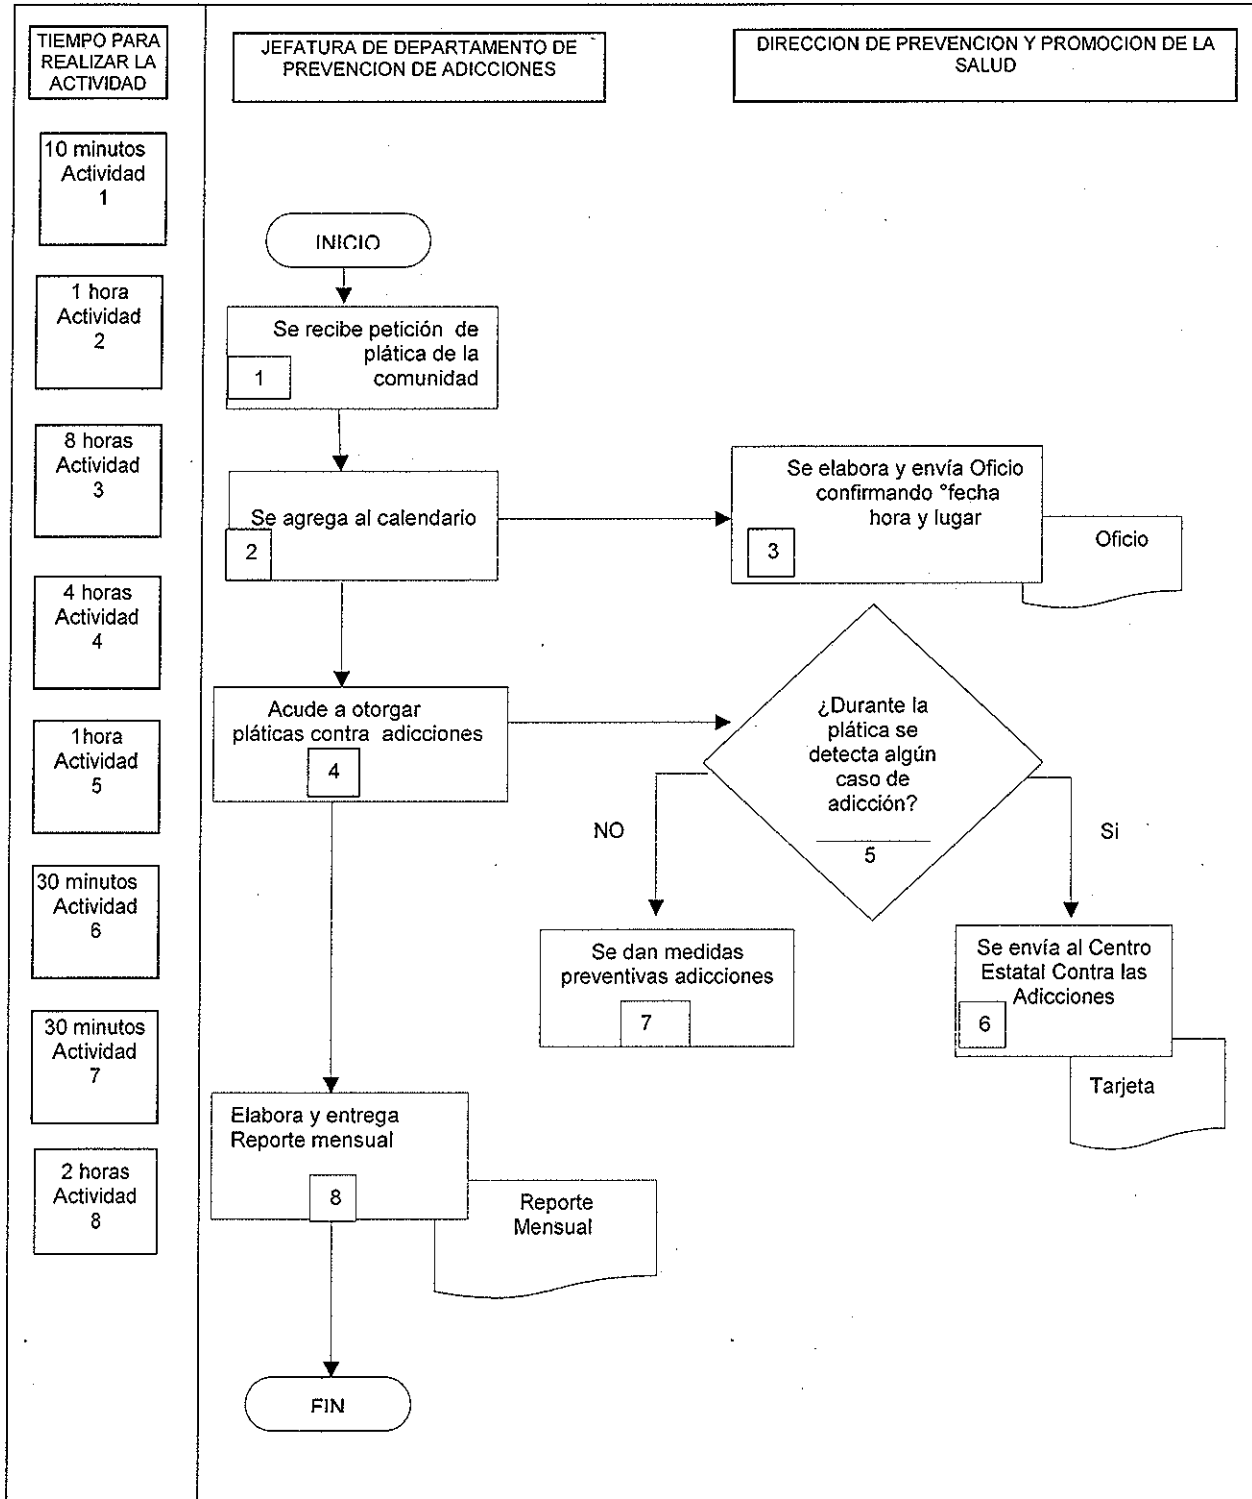 TIEMPO PARA
REALIZAR LA
ACTIVIDAD
JEFATURA DE DEPARTAMENTO DE
PREVENCION DE ADICCIONES
DIRECCION DE PREVENCION Y PROMOCION DE LA
SALUD
10 minutos
Actividad
1
1 hora
Actividad
2
8 horas
Actividad
3
4 horas
Actividad
4
1hora
Actividad
5
30 minutos
Actividad
6
30 minutos
Actividad
7
2 horas
Actividad
8
INICIO
Se recibe petición de
plática de la
comunidad
1
Se agrega al calendario
2
Se elabora y envía Oficio
confirmando °fecha
hora y lugar
3
Oficio
Acude a otorgar
pláticas contra adicciones
4
¿Durante la
plática se
detecta algún
caso de
adicción?
5
NO
Si
Se dan medidas
preventivas adicciones
7
Se envía al Centro
Estatal Contra las
Adicciones
6
Tarjeta
Elabora y entrega
Reporte mensual
8
Reporte
Mensual
FIN